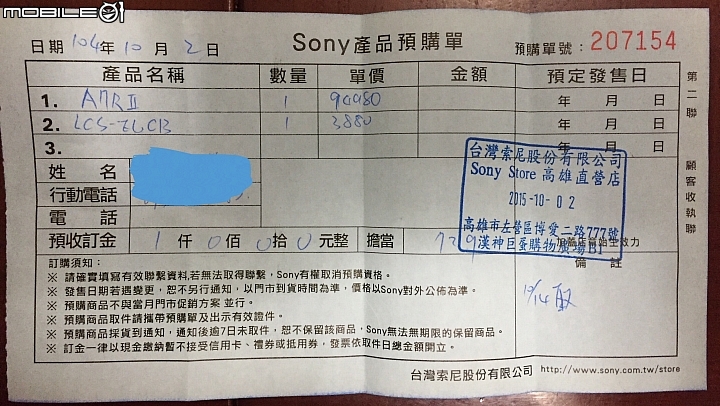 MOBILE01
日期 104年 10月 2日
Sony產品預購單
預購單號：207154
產品名稱 數量 單價 金額 預定發售日
1. A7RII 1 94980 年 月 日
2. LCS-ELCB 1 3880 年 月 日
3. 年 月 日
姓名
行動電話
電話
台灣索尼股份有限公司
Sony Store 高雄直營店
2015-10-02
高雄市左營區博愛二路777號
漢神巨蛋購物廣場B1
預收訂金 1仟 0佰 0拾 0元整 擔當 729
備註
10/14 取
訂購須知：
※ 請確實填寫有效聯繫資料,若無法取得聯繫，Sony有權取消預購資格。
※ 發售日期若遇變更，恕不另行通知，以門市到貨時間為準，價格以Sony對外公佈為準。
※ 預購商品不與當月門市促銷方案 並行。
※ 預購商品取件請攜帶預購單及出示有效證件。
※ 預購商品採貨到通知，通知後逾7日未取件，恕不保留該商品，Sony無法無期限的保留商品。
※ 訂金一律以現金繳納暫不接受信用卡、禮券或抵用券，發票依取件日總金額開立。
台灣索尼股份有限公司 http://www.sony.com.tw/store
第二聯 顧客收執聯